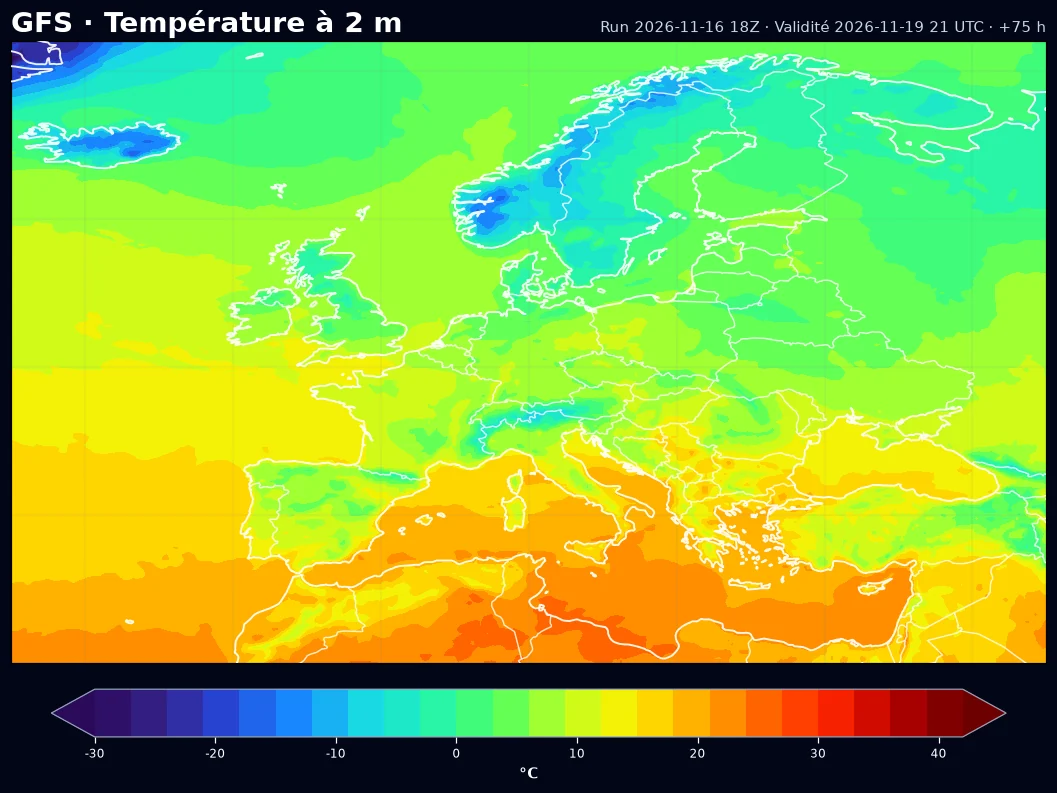 GFS · Température à 2 m
Run 2026-11-16 18Z · Validité 2026-11-19 21 UTC · +75 h
-30 -20 -10 0 10 20 30 40
°C